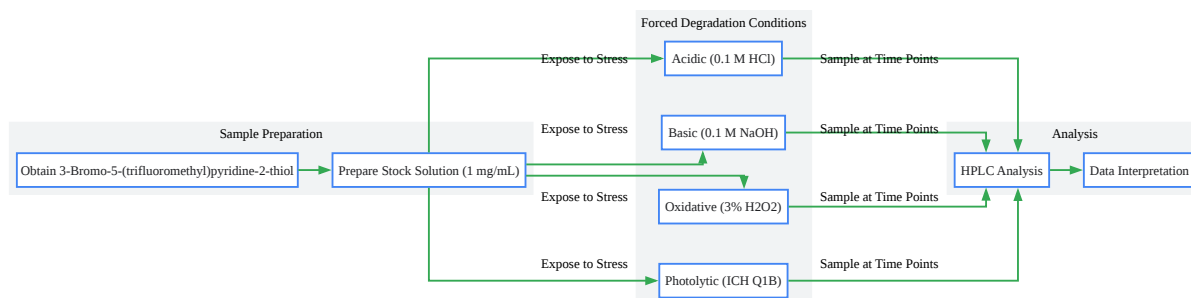 Forced Degradation Conditions
Expose to Stress
Acidic (0.1 M HCl)
Sample at Time Points
Sample Preparation
Expose to Stress
Basic (0.1 M NaOH)
Sample at Time Points
Analysis
Obtain 3-Bromo-5-(trifluoromethyl)pyridine-2-thiol
Prepare Stock Solution (1 mg/mL)
HPLC Analysis
Data Interpretation
Expose to Stress
Oxidative (3% H2O2)
Sample at Time Points
Expose to Stress
Photolytic (ICH Q1B)
Sample at Time Points